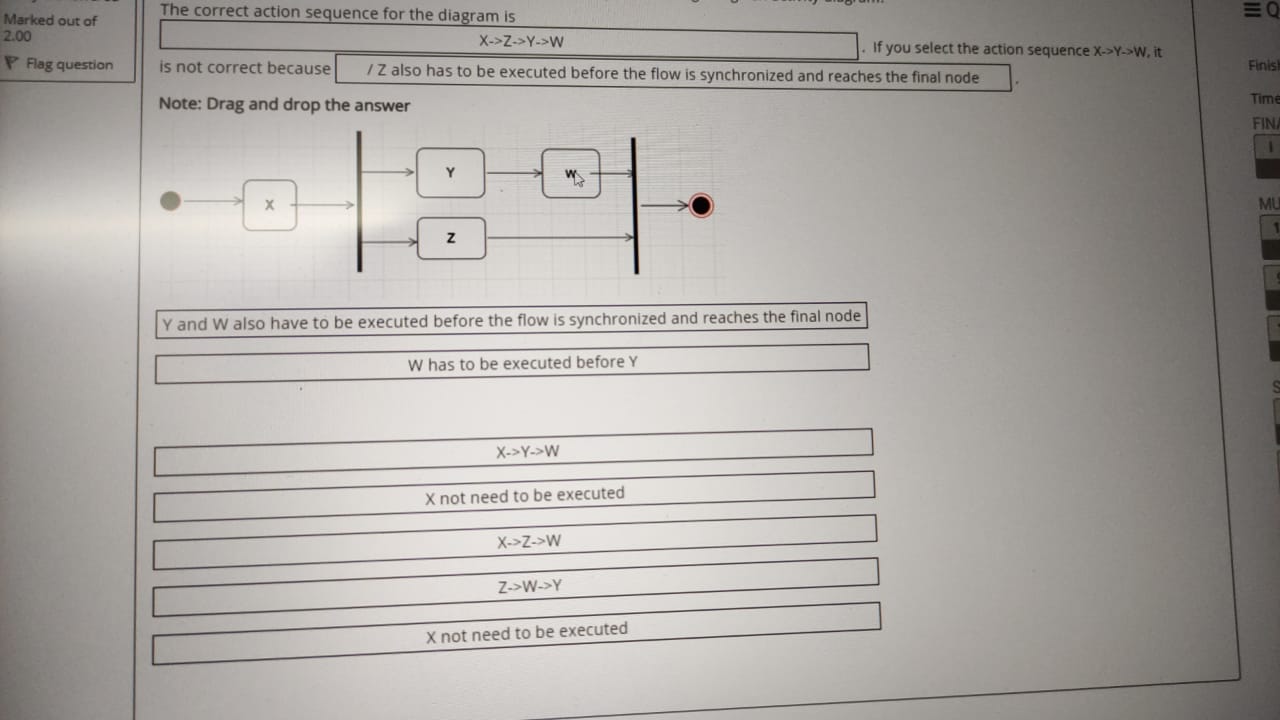 Marked out of
2.00
Flag question
The correct action sequence for the diagram is
X->Z->Y->W
. If you select the action sequence X->Y->W, it
is not correct because / Z also has to be executed before the flow is synchronized and reaches the final node .
Note: Drag and drop the answer
X
Y
W
Z
Y and W also have to be executed before the flow is synchronized and reaches the final node
W has to be executed before Y
X->Y->W
X not need to be executed
X->Z->W
Z->W->Y
X not need to be executed
Finish
Time
FINA
i
MU
1
S